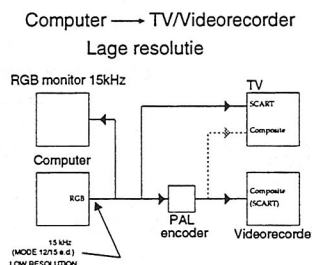 Computer → TV/Videorecorder
Lage resolutie
RGB monitor 15kHz
TV
SCART
Composite
Computer
RGB
Composite
(SCART)
PAL
encoder
Videorecorde
15 kHz
(MODE 12/15 e.d.)
LOW RESOLUTION